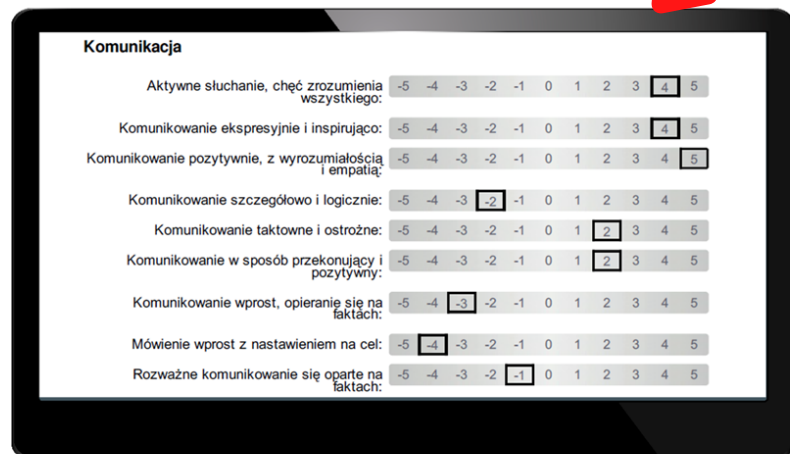 Komunikacja
Aktywne słuchanie, chęć zrozumienia -5 -4 -3 -2 -1 0 1 2 3 4 5
wszystkiego:
Komunikowanie ekspresyjnie i inspirująco: -5 -4 -3 -2 -1 0 1 2 3 4 5
Komunikowanie pozytywnie, z wyrozumiałością -5 -4 -3 -2 -1 0 1 2 3 4 5
i empatią:
Komunikowanie szczegółowo i logicznie: -5 -4 -3 -2 -1 0 1 2 3 4 5
Komunikowanie taktowne i ostrożne: -5 -4 -3 -2 -1 0 1 2 3 4 5
Komunikowanie w sposób przekonujący i -5 -4 -3 -2 -1 0 1 2 3 4 5
pozytywny:
Komunikowanie wprost, opieranie się na -5 -4 -3 -2 -1 0 1 2 3 4 5
faktach:
Mówienie wprost z nastawieniem na cel: -5 -4 -3 -2 -1 0 1 2 3 4 5
Rozważne komunikowanie się oparte na -5 -4 -3 -2 -1 0 1 2 3 4 5
faktach: